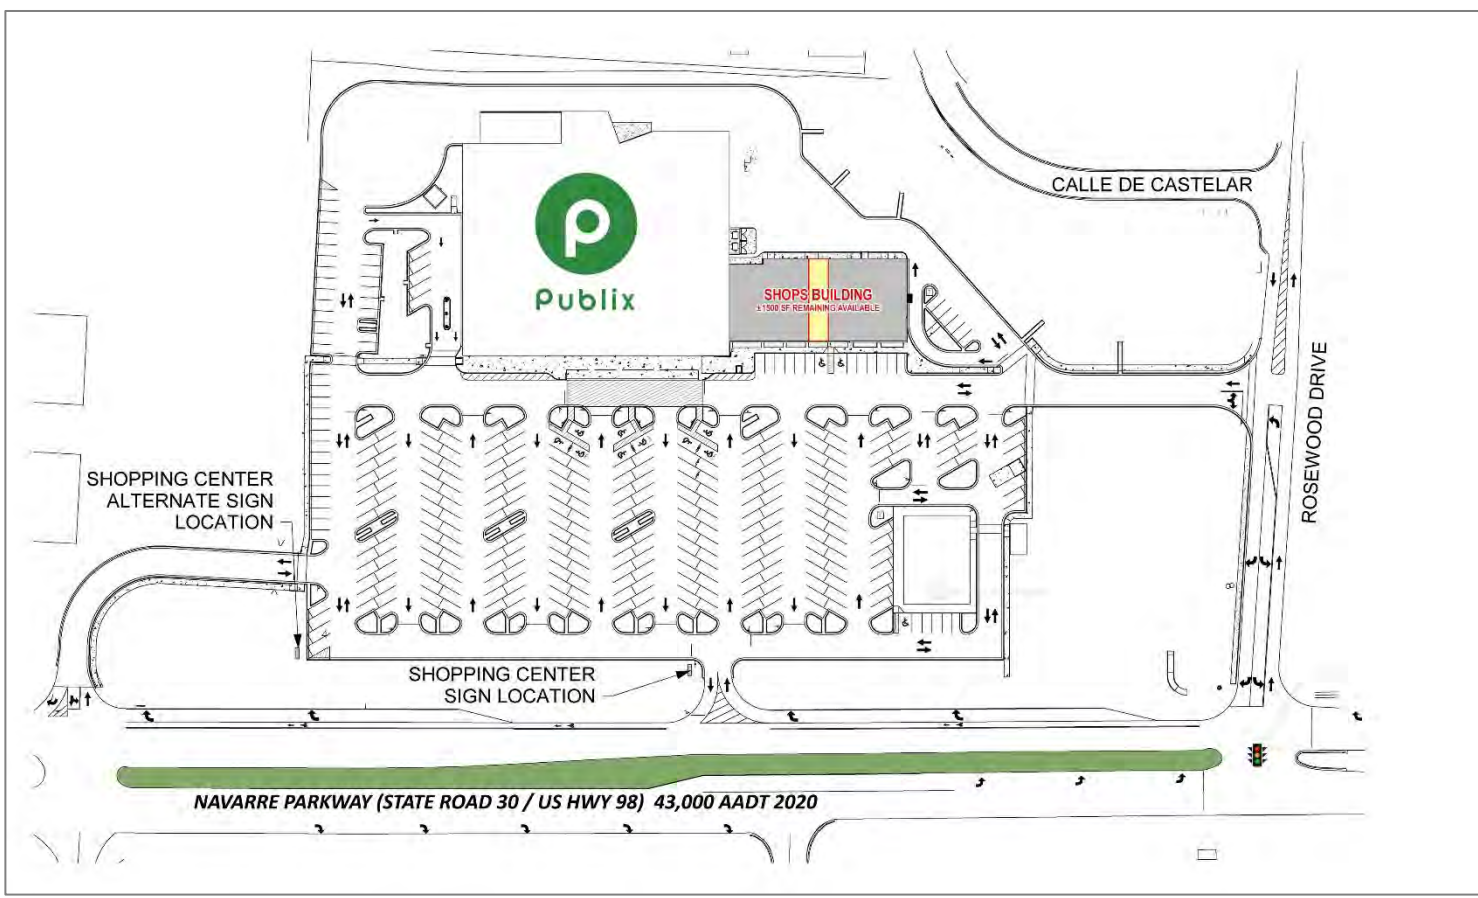 CALLE DE CASTELAR
Publix
SHOPS BUILDING
±1500 SF REMAINING AVAILABLE
ROSEWOOD DRIVE
SHOPPING CENTER
ALTERNATE SIGN
LOCATION
SHOPPING CENTER
SIGN LOCATION
NAVARRE PARKWAY (STATE ROAD 30 / US HWY 98) 43,000 AADT 2020